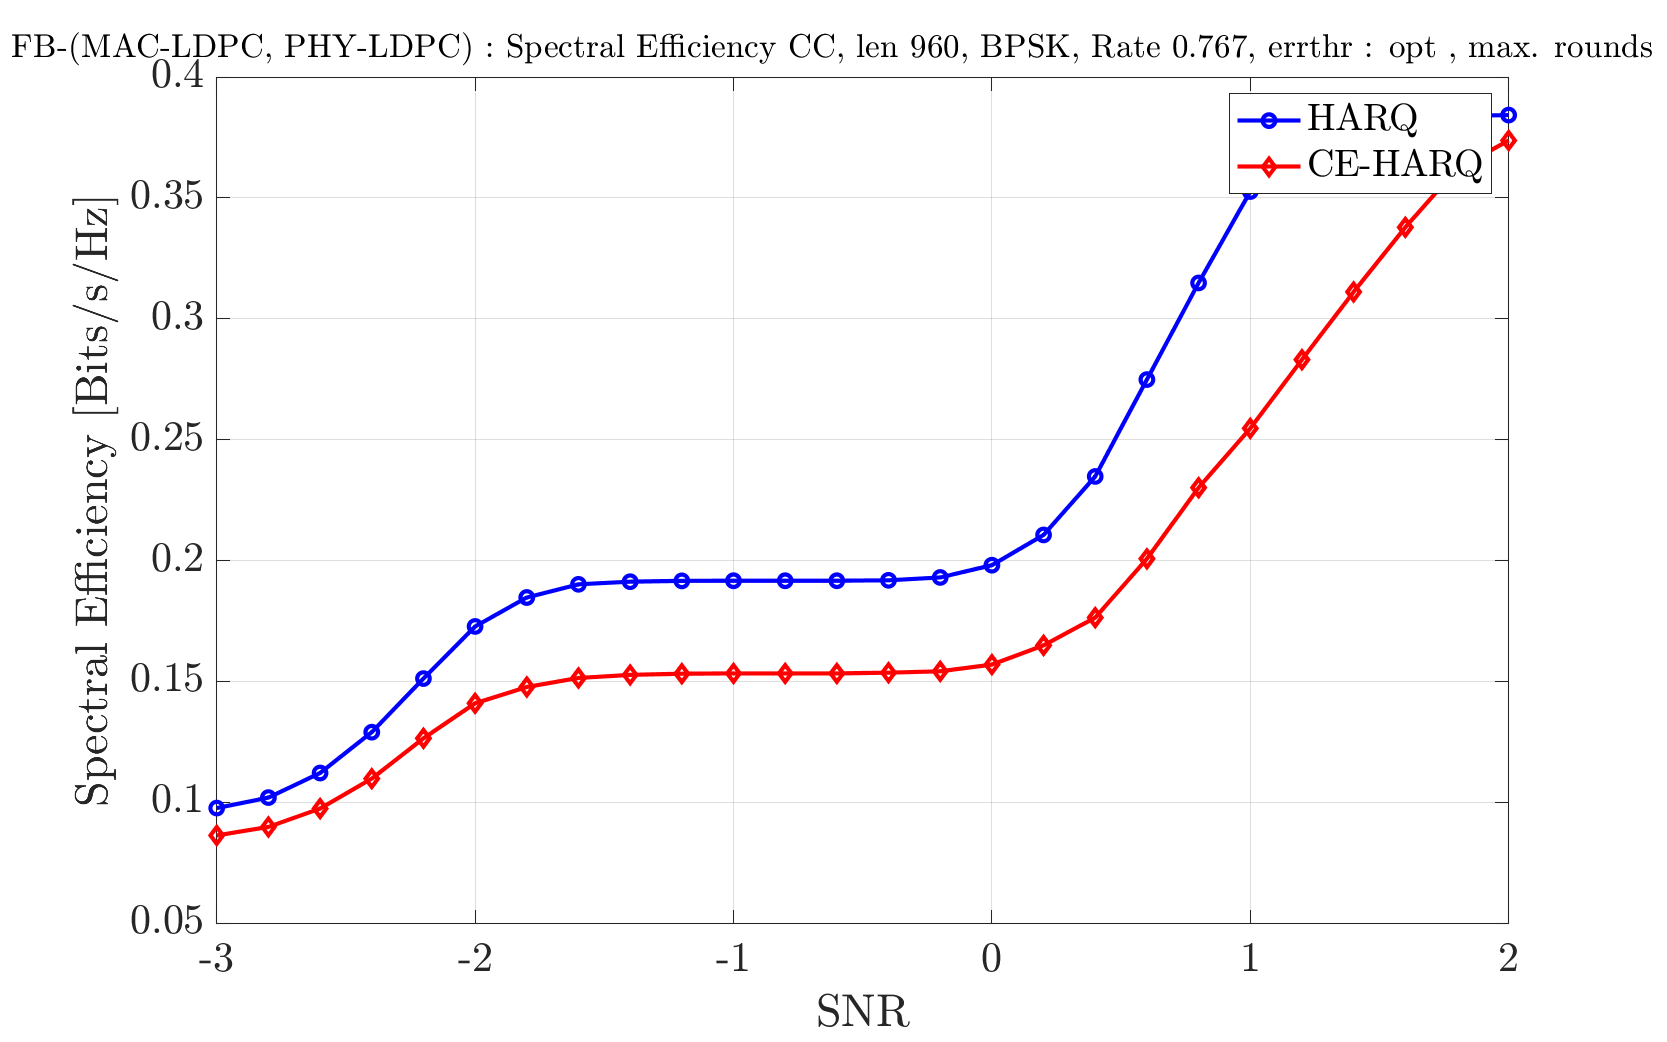 FB-(MAC-LDPC, PHY-LDPC) : Spectral Efficiency CC, len 960, BPSK, Rate 0.767, errthr : opt , max. rounds
0.4
0.35
0.3
0.25
0.2
0.15
0.1
0.05
Spectral Efficiency [Bits/s/Hz]
HARQ
CE-HARQ
-3 -2 -1 0 1 2
SNR